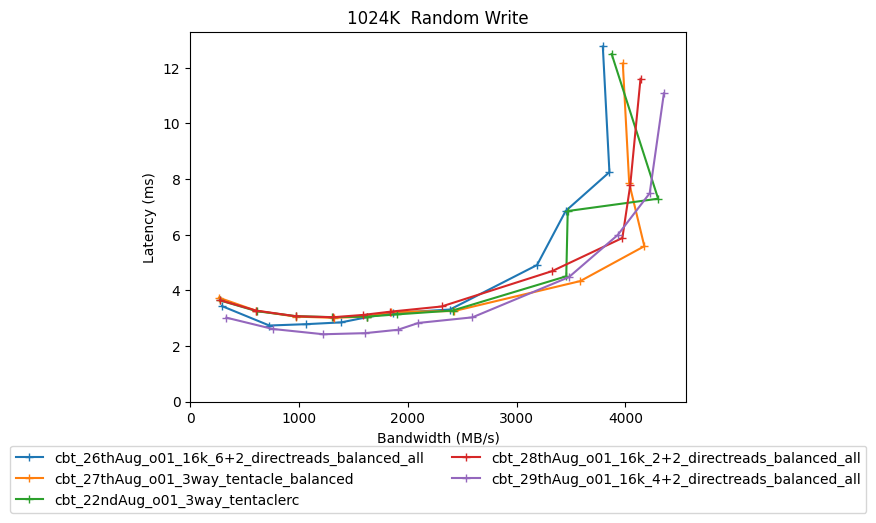 1024K  Random Write
Latency (ms)
12
10
8
6
4
2
0
0 1000 2000 3000 4000
Bandwidth (MB/s)
cbt_26thAug_o01_16k_6+2_directreads_balanced_all
cbt_27thAug_o01_3way_tentacle_balanced
cbt_22ndAug_o01_3way_tentaclerc
cbt_28thAug_o01_16k_2+2_directreads_balanced_all
cbt_29thAug_o01_16k_4+2_directreads_balanced_all